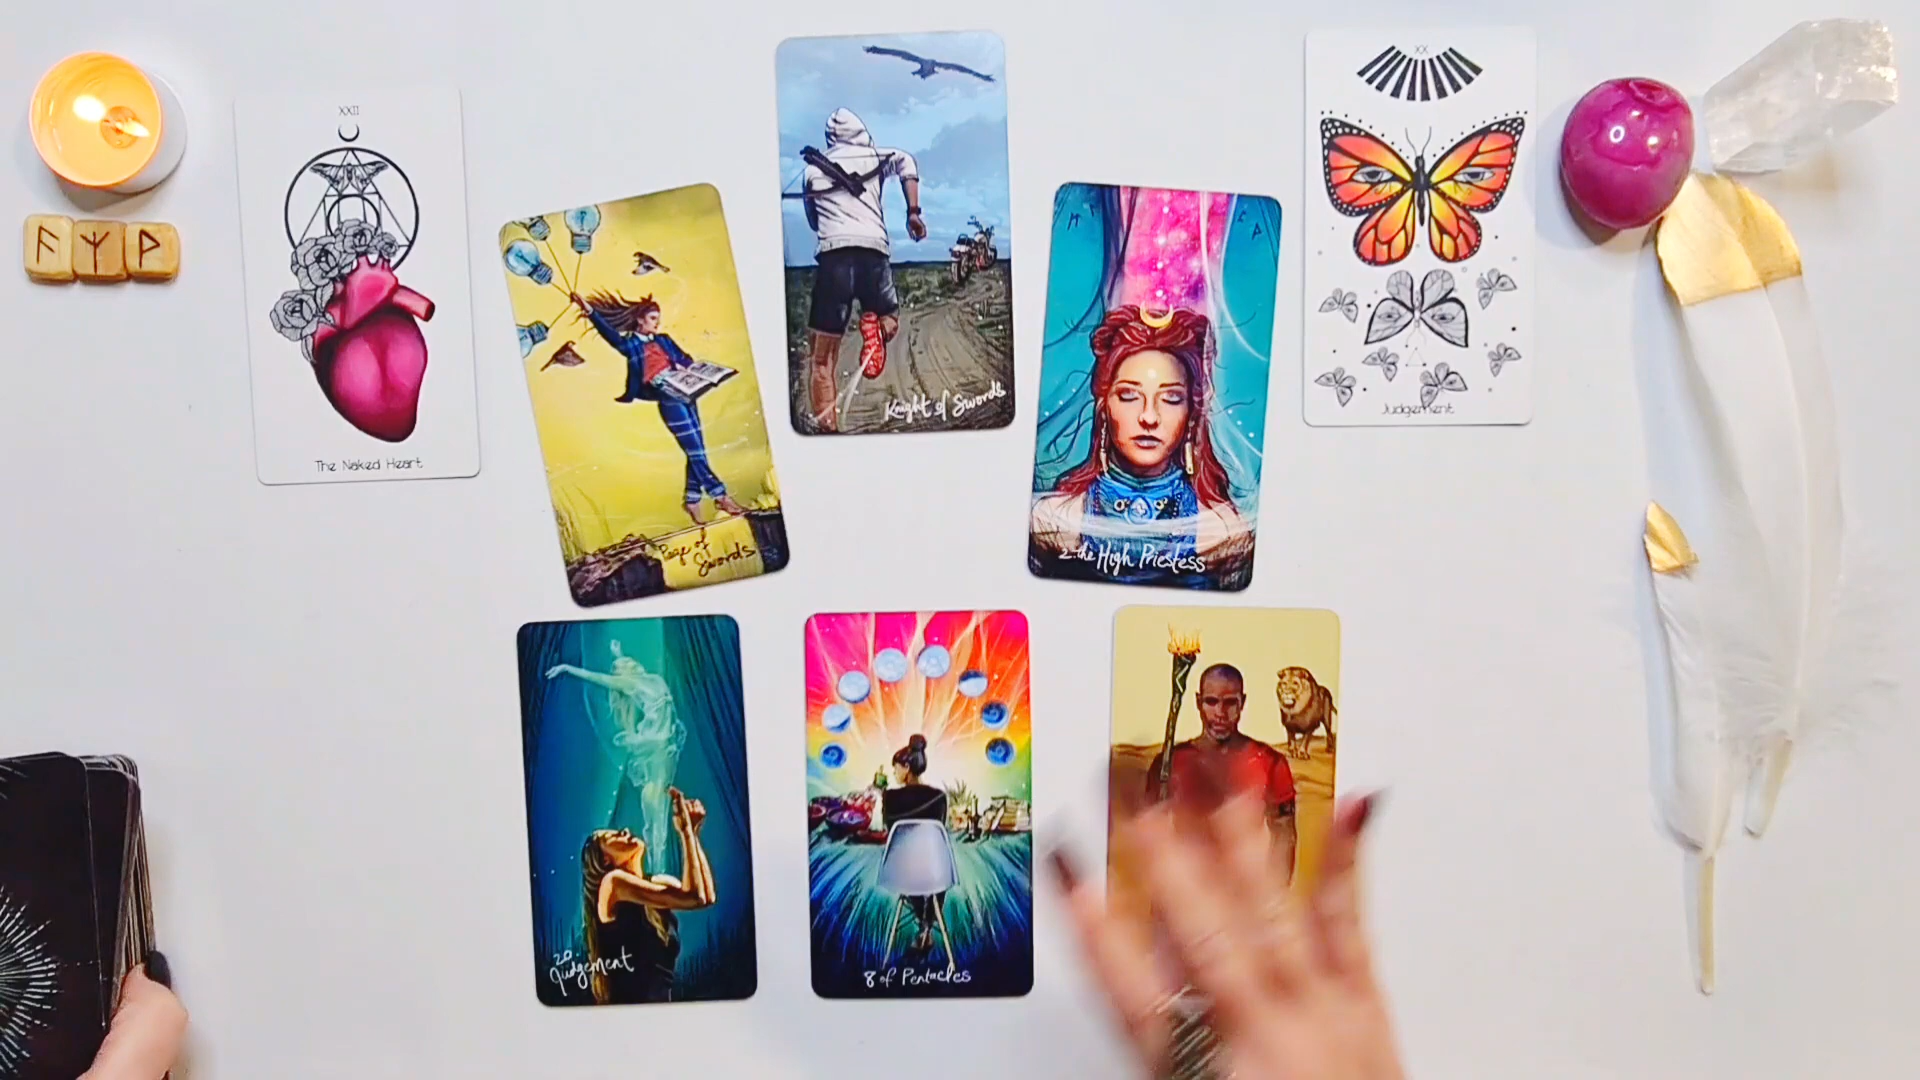 XXII
The Naked Heart
Page of
Swords
Knight of Swords
2. the High Priestess
XX
Judgement
20.
Judgement
8 of Pentacles
ᚨ ᛉ ᚹ